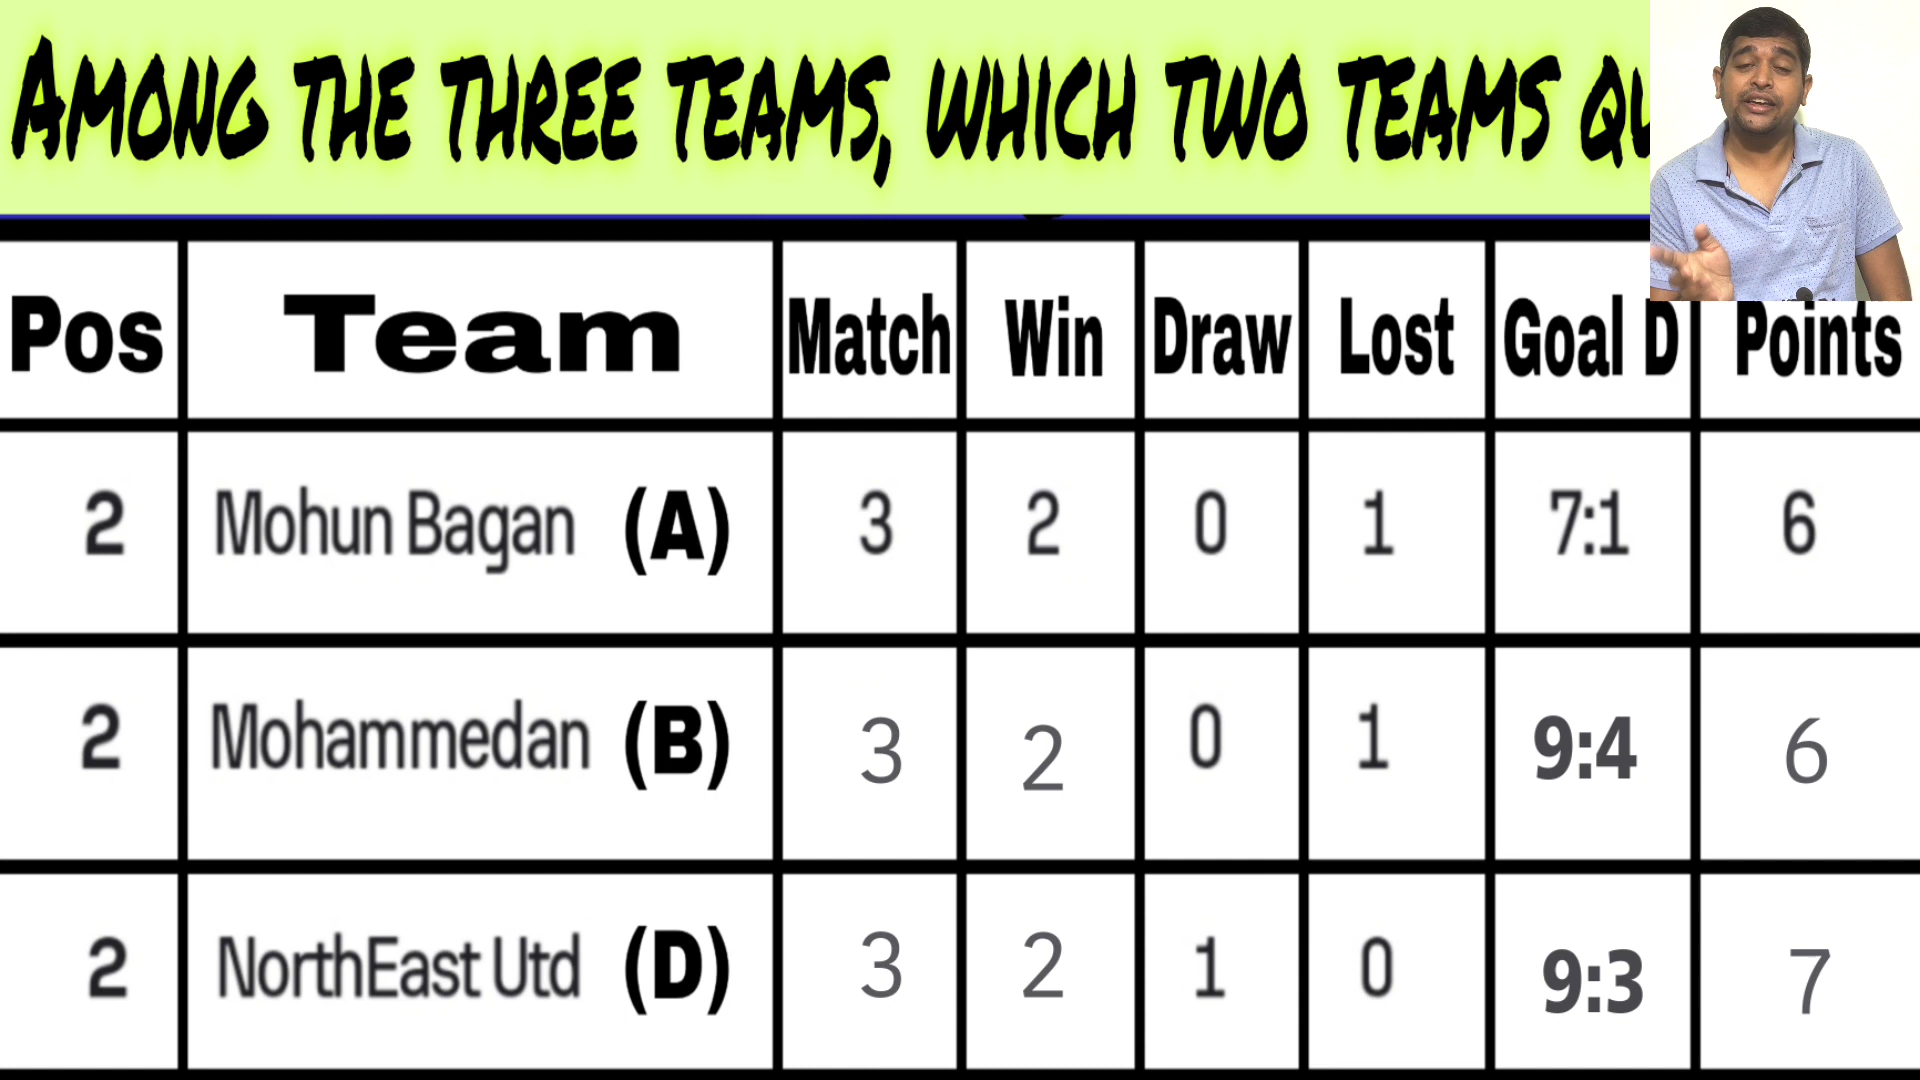 Among the three teams, which two teams qu
Pos Team Match Win Draw Lost Goal D Points
2 Mohun Bagan (A) 3 2 0 1 7:1 6
2 Mohammedan (B) 3 2 0 1 9:4 6
2 NorthEast Utd (D) 3 2 1 0 9:3 7